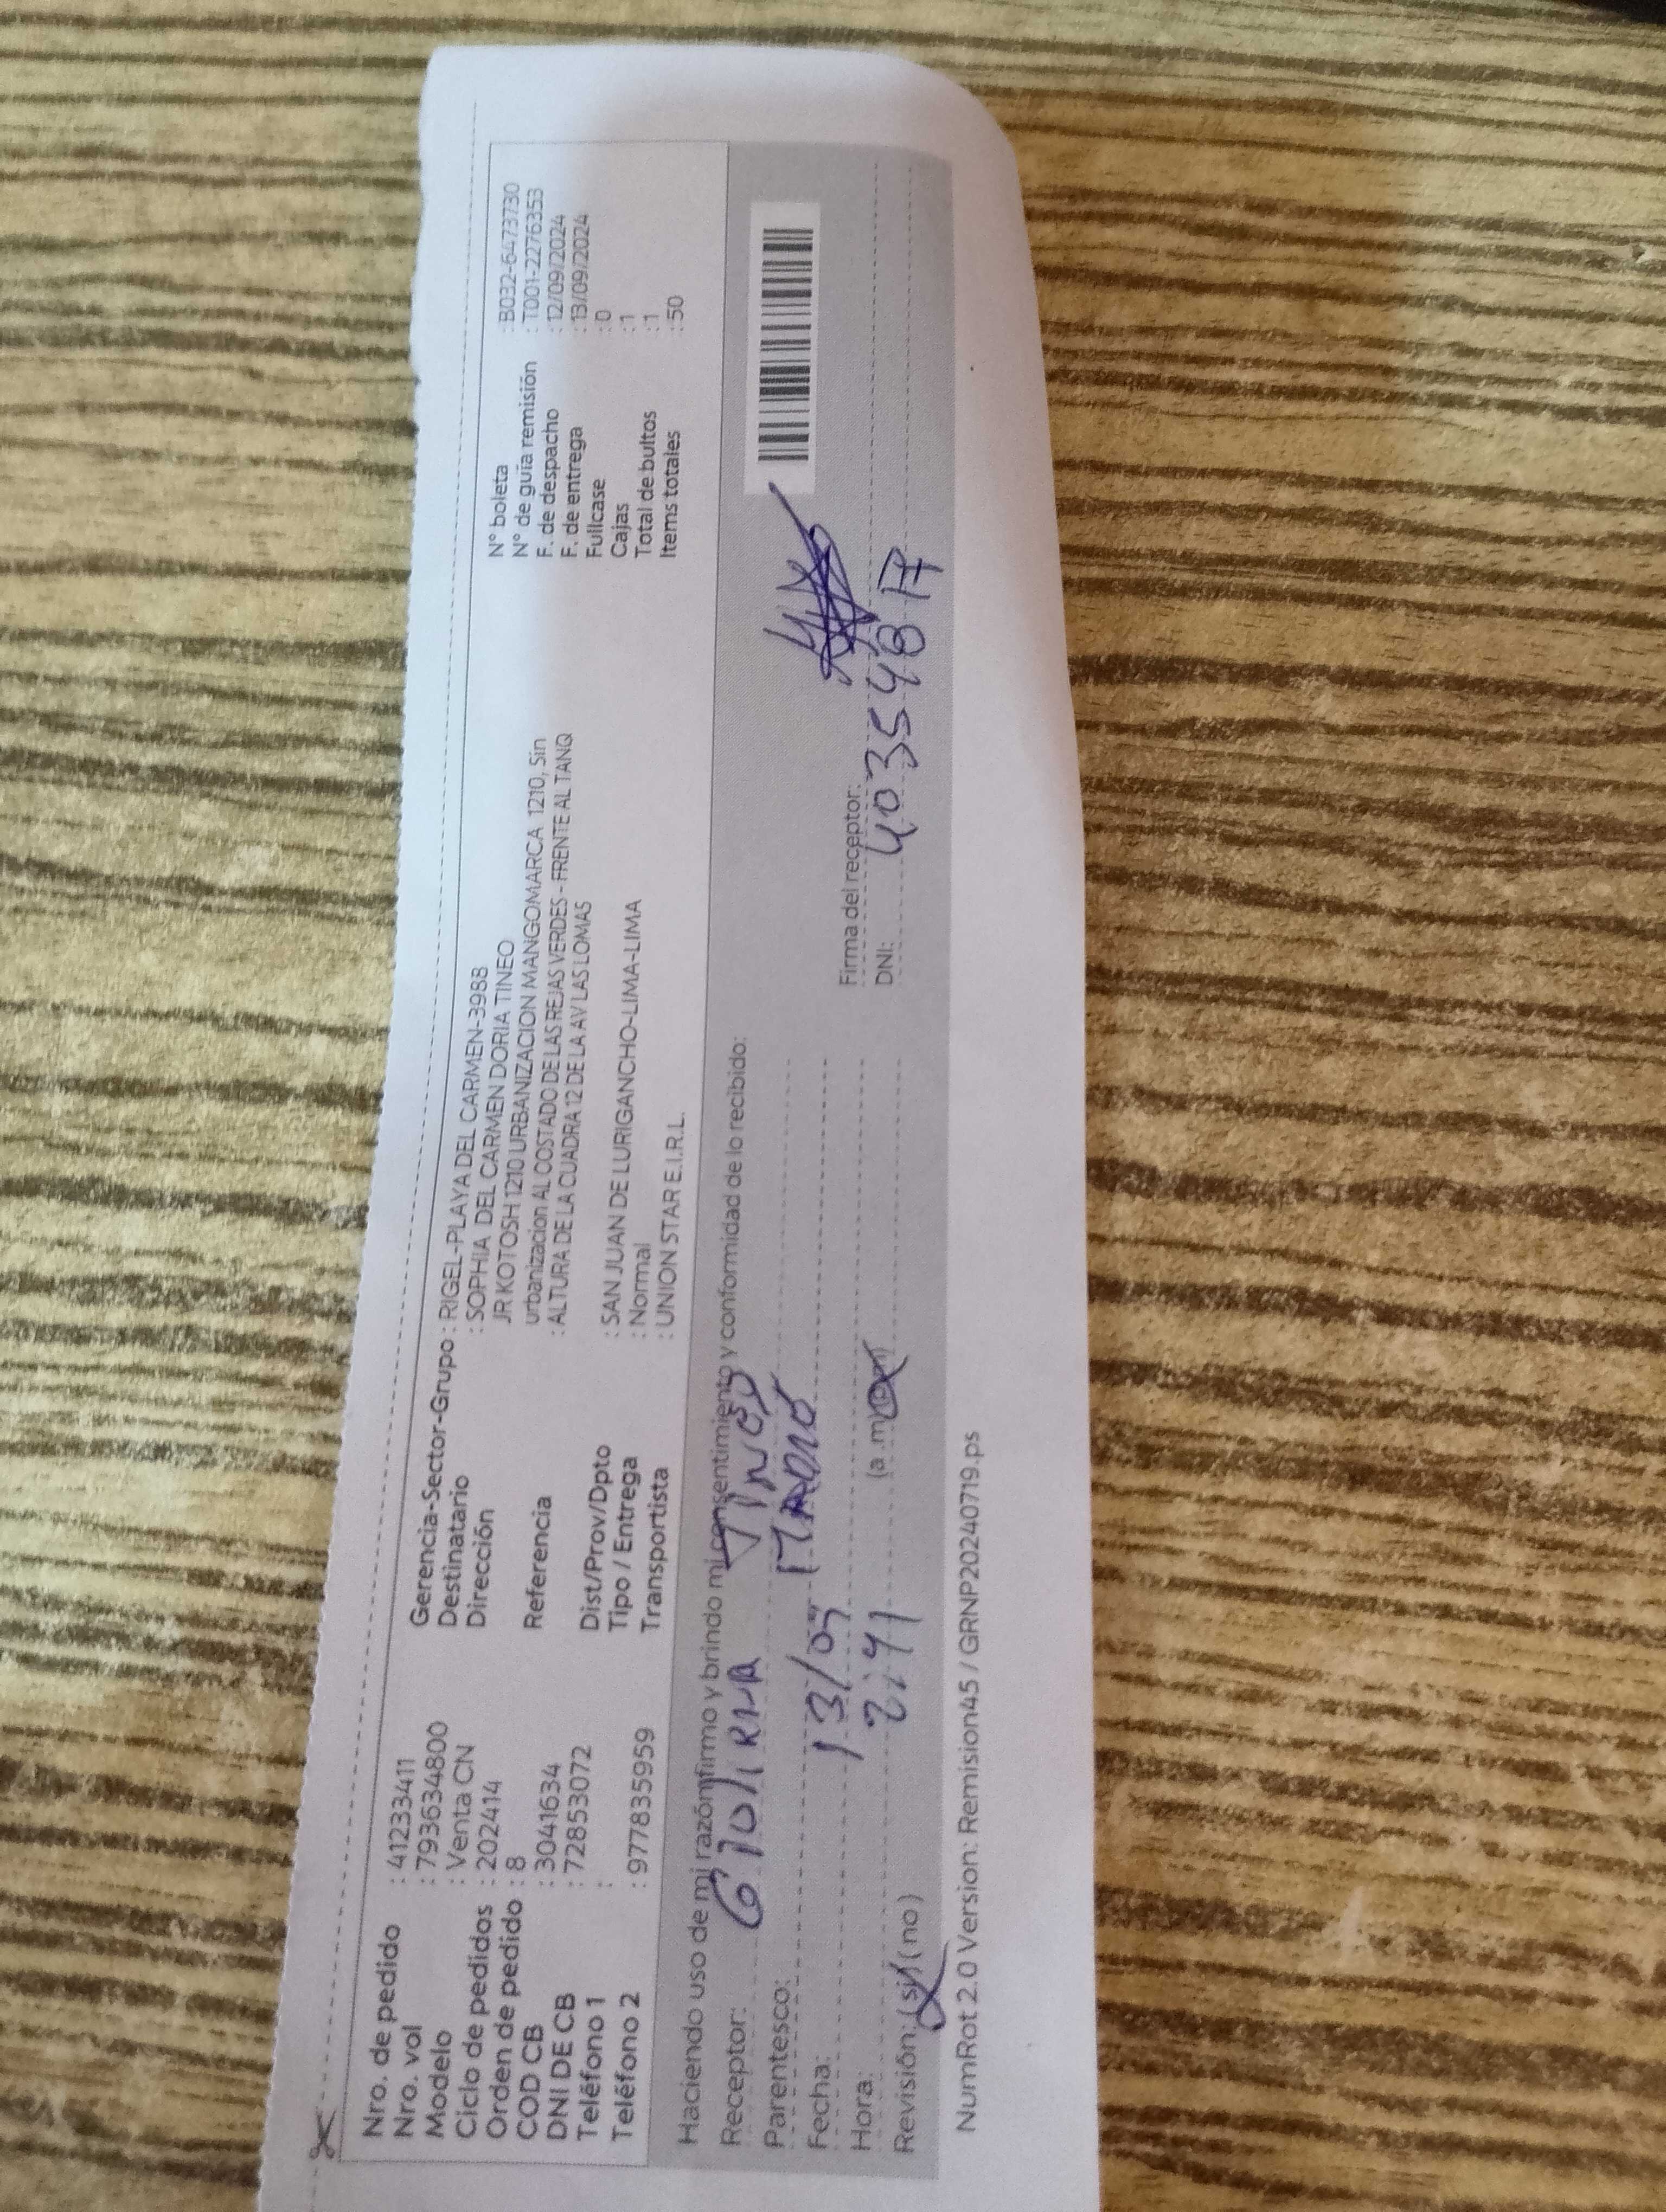 Nro. de pedido : 41233411
Nro. vol : 793634800
Modelo : Venta CN
Ciclo de pedidos : 202414
Orden de pedido : 8
COD CB : 3041634
DNI DE CB : 72853072
Teléfono 1 :
Teléfono 2 : 977835959
Gerencia-Sector-Grupo : RIGEL-PLAYA DEL CARMEN-3988
Destinatario : SOPHIA DEL CARMEN DORIA TINEO
Dirección JR KOTOSH 1210 URBANIZACION MANGOMARCA 1210, Sin
urbanizacion AL COSTADO DE LAS REJAS VERDES - FRENTE AL TANQ
Referencia : ALTURA DE LA CUADRA 12 DE LA AV LAS LOMAS
Dist/Prov/Dpto : SAN JUAN DE LURIGANCHO-LIMA-LIMA
Tipo / Entrega : Normal
Transportista : UNION STAR E.I.R.L.
N° boleta : B032-6473730
N° de guía remisión : T001-2276353
F. de despacho : 12/09/2024
F. de entrega : 13/09/2024
Fullcase : 0
Cajas : 1
Total de bultos : 1
Items totales : 50
Haciendo uso de mi razón firmo y brindo mi consentimiento y conformidad de lo recibido:
Receptor: Tineo
Parentesco:
Fecha: 13/09
Hora: 2:41 (a.m
Revisión: (si) (no)
Firma del receptor:
DNI: 40354817
NumRot 2.0 Version: Remision45 / GRNP20240719.ps